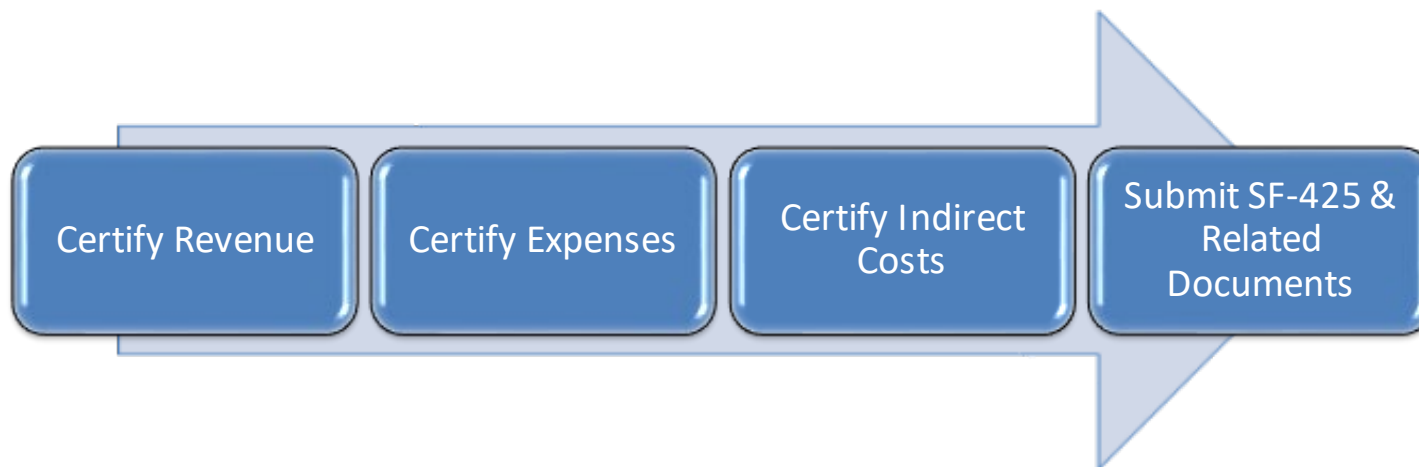 Certify Revenue
Certify Expenses
Certify Indirect
Costs
Submit SF-425 &
Related
Documents